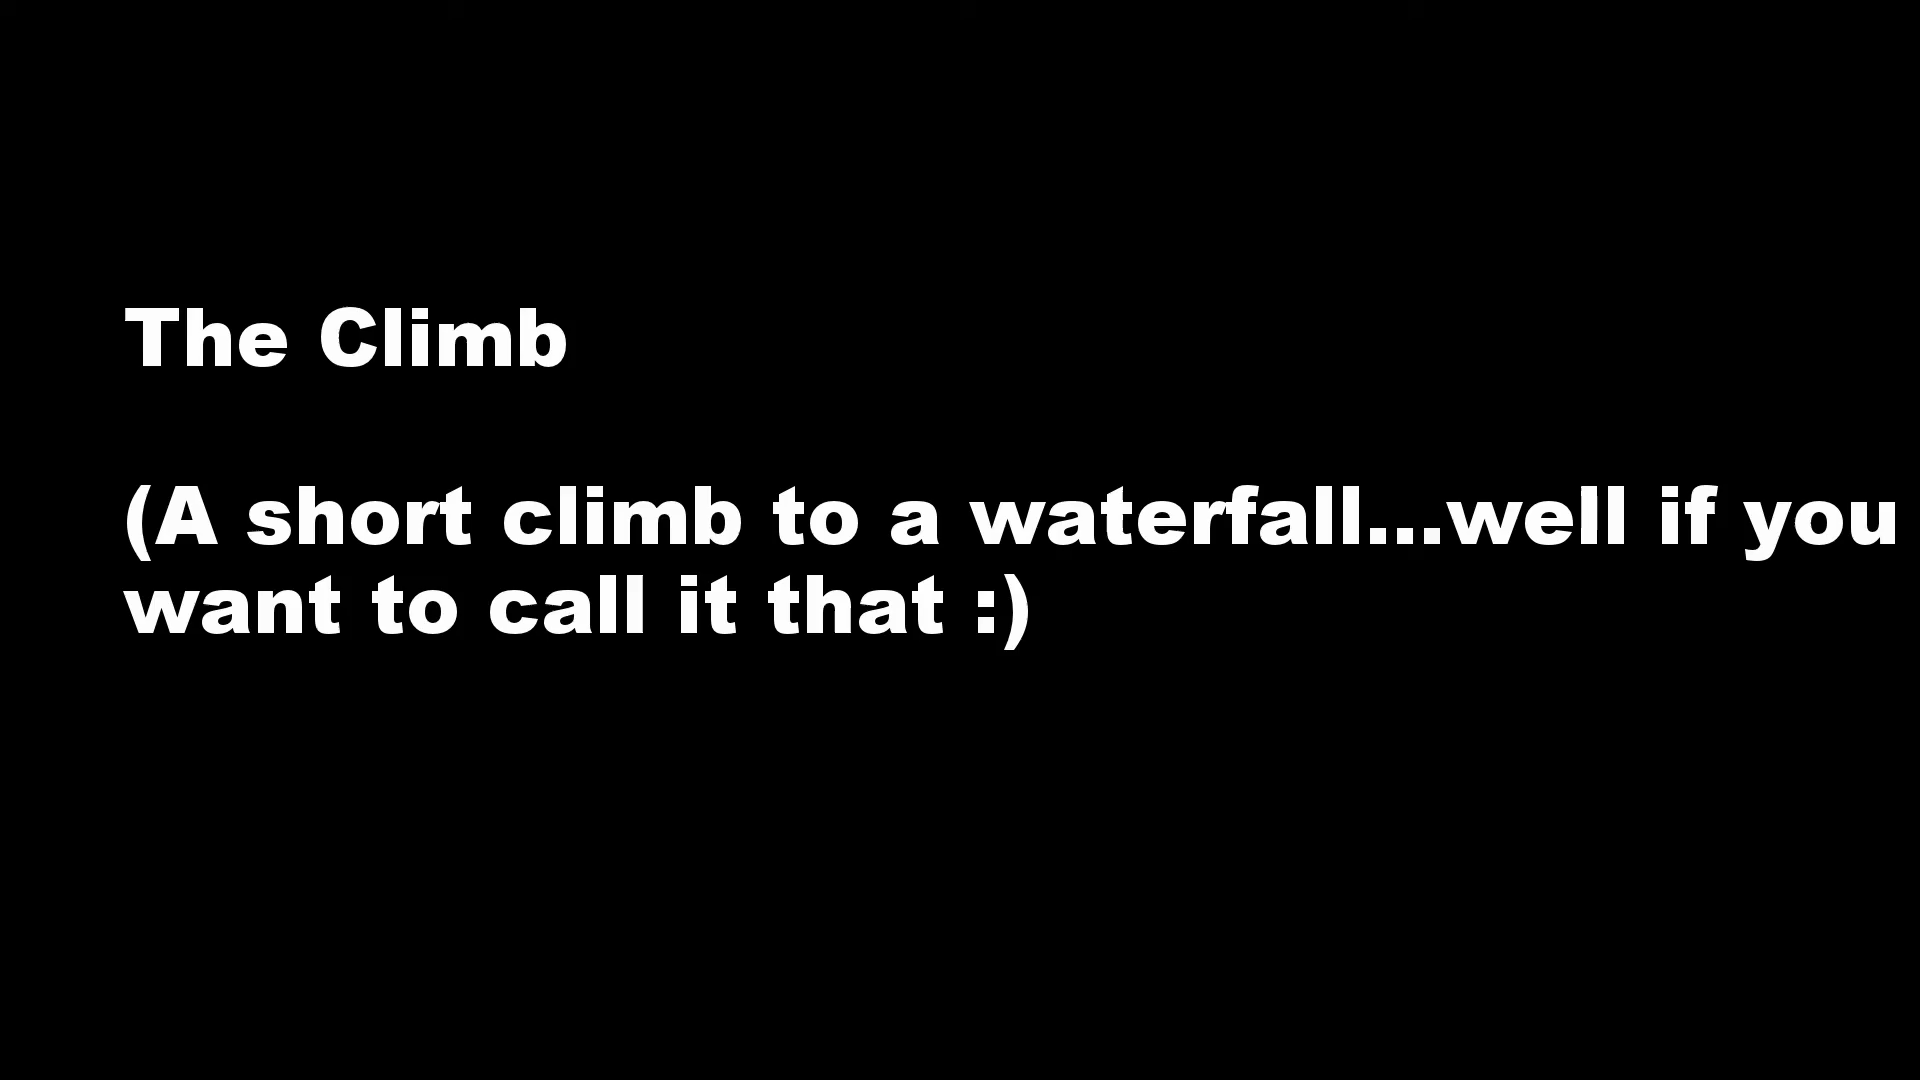 The Climb
(A short climb to a waterfall...well if you
want to call it that :)